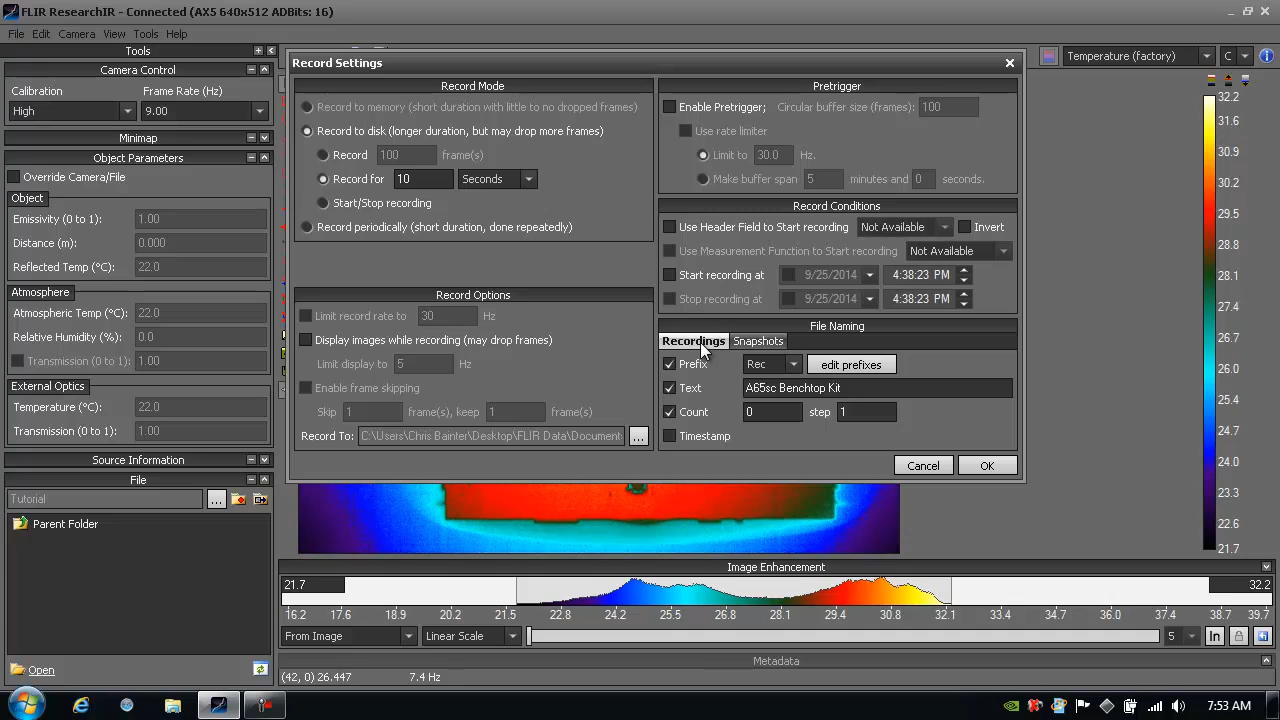 FLIR ResearchIR - Connected (AX5 640x512 ADBits: 16)
File Edit Camera View Tools Help
Tools
Camera Control
Calibration Frame Rate (Hz)
High 9.00
Minimap
Object Parameters
Override Camera/File
Object
Emissivity (0 to 1): 1.00
Distance (m): 0.000
Reflected Temp (°C): 22.0
Atmosphere
Atmospheric Temp (°C): 22.0
Relative Humidity (%): 0.0
Transmission (0 to 1): 1.00
External Optics
Temperature (°C): 22.0
Transmission (0 to 1): 1.00
Source Information
File
Tutorial ...
Parent Folder
Open
Record Settings
Record Mode
Record to memory (short duration with little to no dropped frames)
Record to disk (longer duration, but may drop more frames)
Record 100 frame(s)
Record for 10 Seconds
Start/Stop recording
Record periodically (short duration, done repeatedly)
Record Options
Limit record rate to 30 Hz
Display images while recording (may drop frames)
Limit display to 5 Hz
Enable frame skipping
Skip 1 frame(s), keep 1 frame(s)
Record To: C:\Users\Chris Bainter\Desktop\FLIR Data\Document ...
Pretrigger
Enable Pretrigger; Circular buffer size (frames): 100
Use rate limiter
Limit to 30.0 Hz.
Make buffer span 5 minutes and 0 seconds.
Record Conditions
Use Header Field to Start recording Not Available Invert
Use Measurement Function to Start recording Not Available
Start recording at 9/25/2014 4:38:23 PM
Stop recording at 9/25/2014 4:38:23 PM
File Naming
Recordings Snapshots
Prefix Rec edit prefixes
Text A65sc Benchtop Kit
Count 0 step 1
Timestamp
Cancel OK
Temperature (factory) C
32.2
31.6
30.9
30.2
29.5
28.8
28.1
27.4
26.7
26.0
25.4
24.7
24.0
23.3
22.6
21.7
Image Enhancement
21.7 32.2
16.2 17.6 18.9 20.2 21.5 22.8 24.2 25.5 26.8 28.1 29.4 30.8 32.1 33.4 34.7 36.0 37.4 38.7 39.7
From Image Linear Scale 5 In
Metadata
(42, 0) 26.447 7.4 Hz
7:53 AM